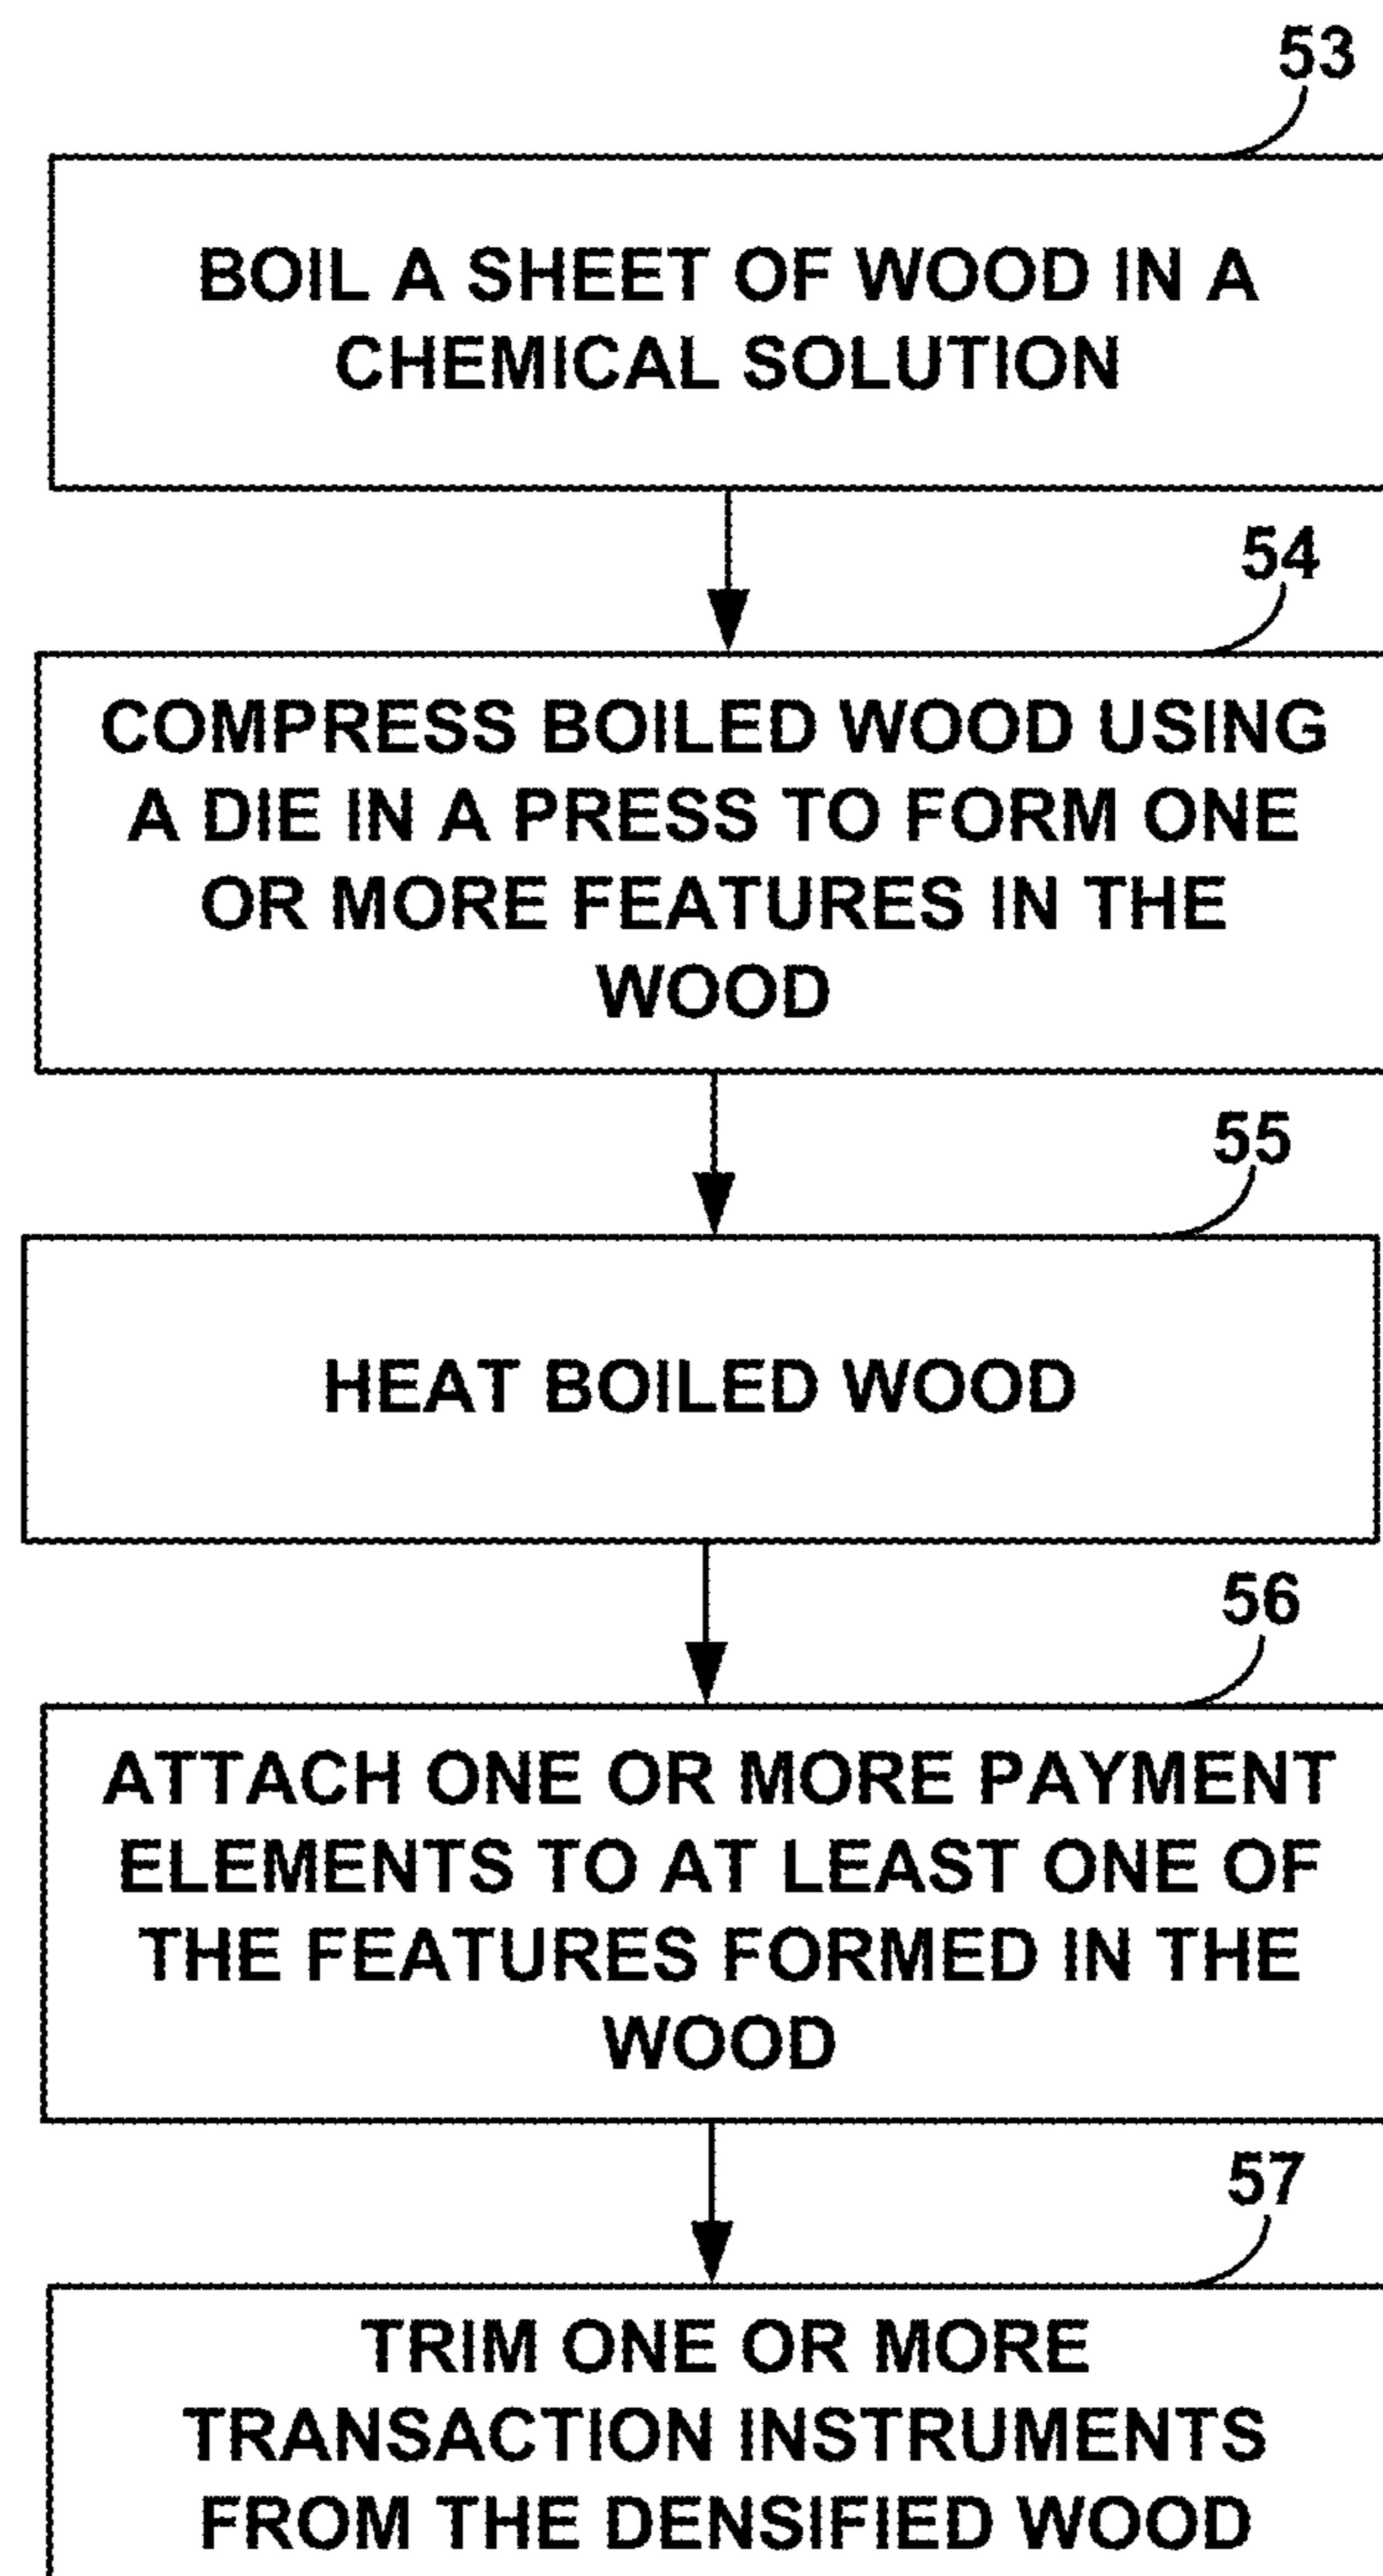 53
BOIL A SHEET OF WOOD IN A
CHEMICAL SOLUTION
54
COMPRESS BOILED WOOD USING
A DIE IN A PRESS TO FORM ONE
OR MORE FEATURES IN THE
WOOD
55
HEAT BOILED WOOD
56
ATTACH ONE OR MORE PAYMENT
ELEMENTS TO AT LEAST ONE OF
THE FEATURES FORMED IN THE
WOOD
57
TRIM ONE OR MORE
TRANSACTION INSTRUMENTS
FROM THE DENSIFIED WOOD